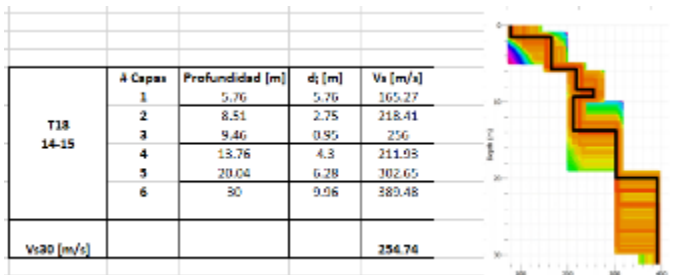 # Capas Profundidad [m] di [m] Vs [m/s]
T18
14-15
1 5.76 5.76 165.27
2 8.51 2.75 218.41
3 9.46 0.95 256
4 13.76 4.3 211.93
5 20.04 6.28 302.65
6 30 9.96 389.48
Vs30 [m/s] 254.74
Depth [m]